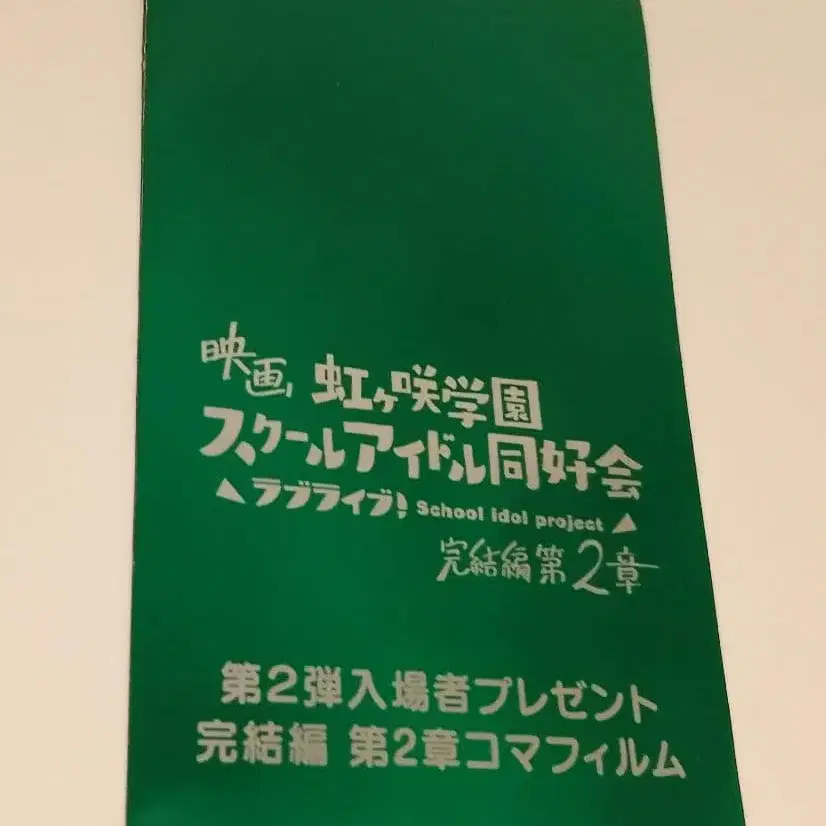 映画 虹ヶ咲学園
スクールアイドル同好会
ラブライブ! School idol project
完結編 第2章
第2弾入場者プレゼント
完結編 第2章コマフィルム